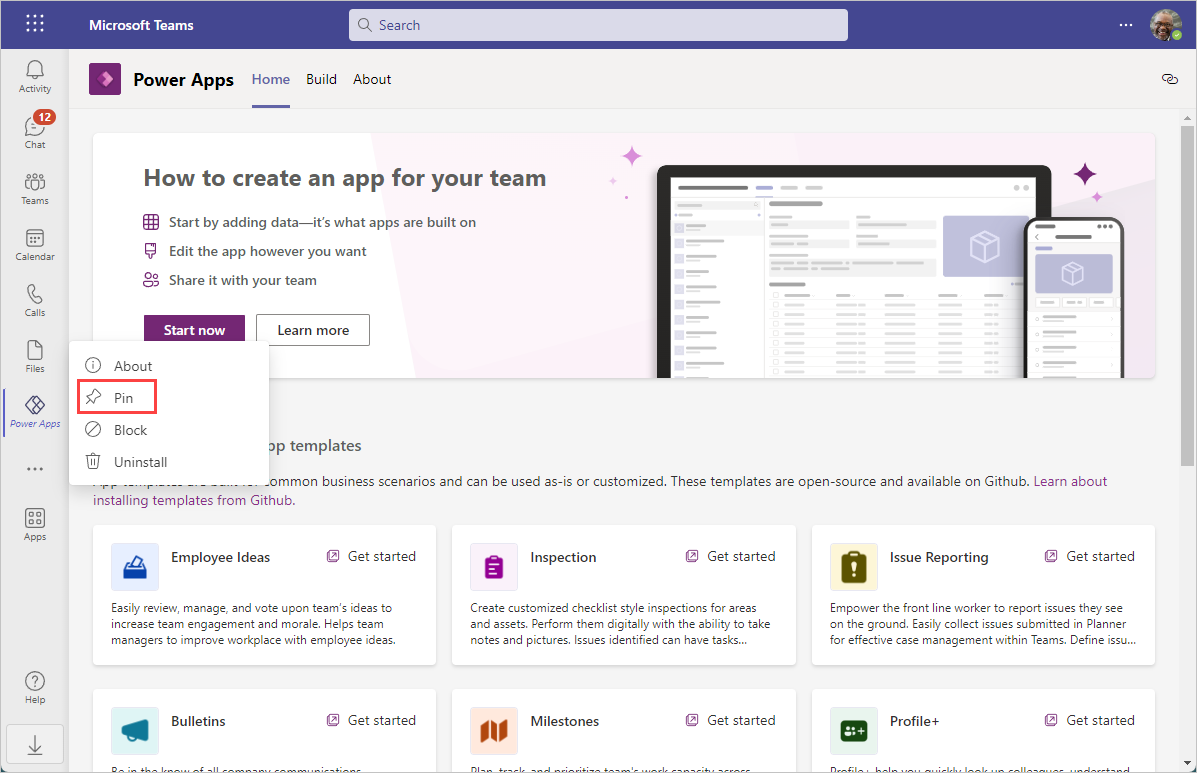 Microsoft Teams
Search
Activity
12
Chat
Teams
Calendar
Calls
Files
Power Apps
Apps
Help
Power Apps
Home
Build
About
How to create an app for your team
Start by adding data—it's what apps are built on
Edit the app however you want
Share it with your team
Start now
Learn more
About
Pin
Block
Uninstall
pp templates
App templates are built for common business scenarios and can be used as-is or customized. These templates are open-source and available on Github. Learn about
installing templates from Github.
Employee Ideas
Get started
Easily review, manage, and vote upon team's ideas to
increase team engagement and morale. Helps team
managers to improve workplace with employee ideas.
Inspection
Get started
Create customized checklist style inspections for areas
and assets. Perform them digitally with the ability to take
notes and pictures. Issues identified can have tasks...
Issue Reporting
Get started
Empower the front line worker to report issues they see
on the ground. Easily collect issues submitted in Planner
for effective case management within Teams. Define issu...
Bulletins
Get started
Be in the know of all company communications,
Milestones
Get started
Plan, track, and prioritize team's work capacity across
Profile+
Get started
Profile+ help you quickly look up colleagues, understand